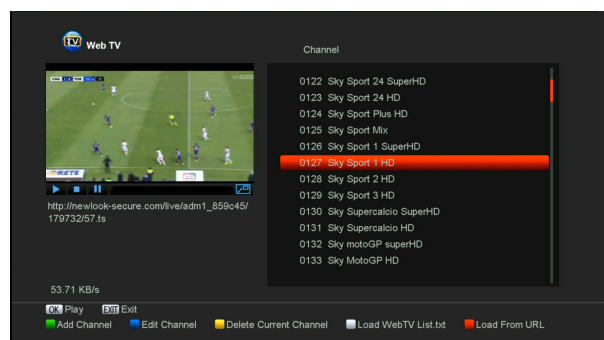 TV Web TV
Channel
0122 Sky Sport 24 SuperHD
0123 Sky Sport 24 HD
0124 Sky Sport Plus HD
0125 Sky Sport Mix
0126 Sky Sport 1 SuperHD
0127 Sky Sport 1 HD
0128 Sky Sport 2 HD
0129 Sky Sport 3 HD
0130 Sky Supercalcio SuperHD
0131 Sky Supercalcio HD
0132 Sky motoGP superHD
0133 Sky MotoGP HD
RETE
http://newlook-secure.com/live/adm1_859c45/
179732/57.ts
53.71 KB/s
OK Play EXIT Exit
Add Channel Edit Channel Delete Current Channel Load WebTV List.txt Load From URL